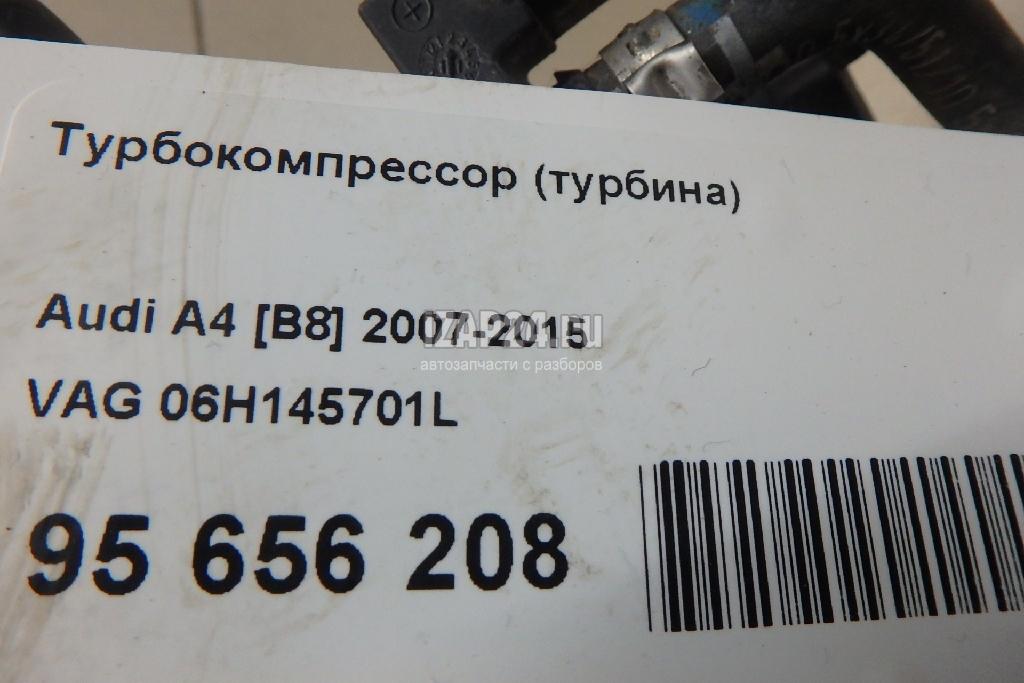 Турбокомпрессор (турбина)
Audi A4 [B8] 2007-2015
VAG 06H145701L
95 656 208
автозапчасти с разборов